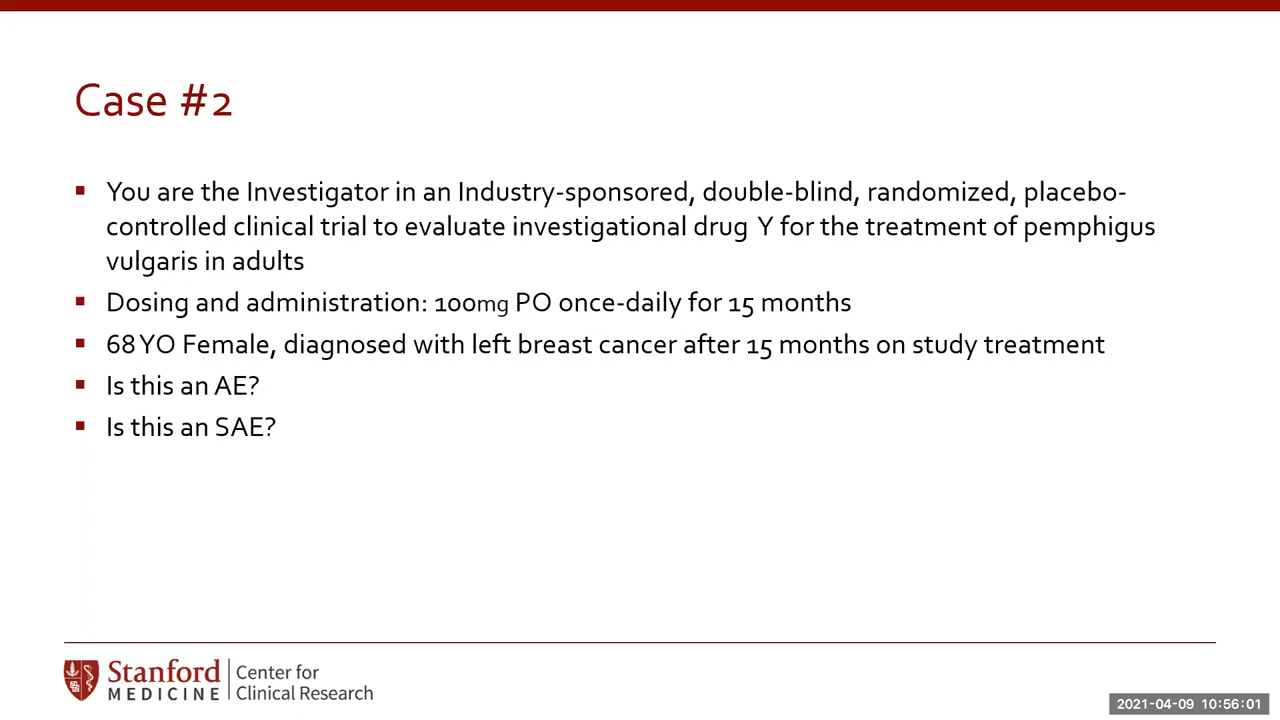 Case #2
▪ You are the Investigator in an Industry-sponsored, double-blind, randomized, placebo-
controlled clinical trial to evaluate investigational drug Y for the treatment of pemphigus
vulgaris in adults
▪ Dosing and administration: 100mg PO once-daily for 15 months
▪ 68 YO Female, diagnosed with left breast cancer after 15 months on study treatment
▪ Is this an AE?
▪ Is this an SAE?
Stanford
MEDICINE
Center for
Clinical Research
2021-04-09 10:56:01